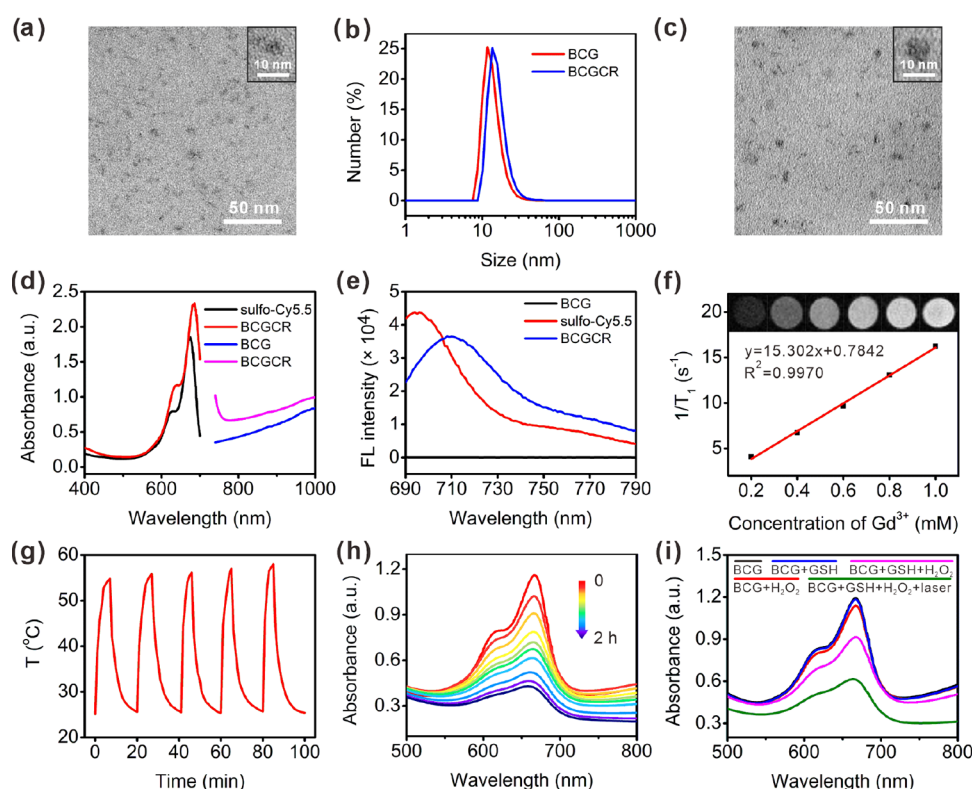 (a)
10 nm
50 nm
(b)
BCG
BCGCR
Number (%)
25
20
15
10
5
0
1
10
100
1000
Size (nm)
(c)
10 nm
50 nm
(d)
Absorbance (a.u.)
2.5
2.0
1.5
1.0
0.5
0.0
sulfo-Cy5.5
BCGCR
BCG
BCGCR
400
600
800
1000
Wavelength (nm)
(e)
FL intensity (× 10⁴)
5
4
3
2
1
0
BCG
sulfo-Cy5.5
BCGCR
690
710
730
750
770
790
Wavelength (nm)
(f)
1/T₁ (s⁻¹)
20
15
10
5
y=15.302x+0.7842
R²=0.9970
0.2
0.4
0.6
0.8
1.0
Concentration of Gd³⁺ (mM)
(g)
T (°C)
60
50
40
30
20
0
20
40
60
80
100
Time (min)
(h)
Absorbance (a.u.)
1.2
0.9
0.6
0.3
0
2 h
500
600
700
800
Wavelength (nm)
(i)
Absorbance (a.u.)
1.5
1.2
0.9
0.6
0.3
BCG BCG+GSH BCG+GSH+H₂O₂
BCG+H₂O₂ BCG+GSH+H₂O₂+laser
500
600
700
800
Wavelength (nm)